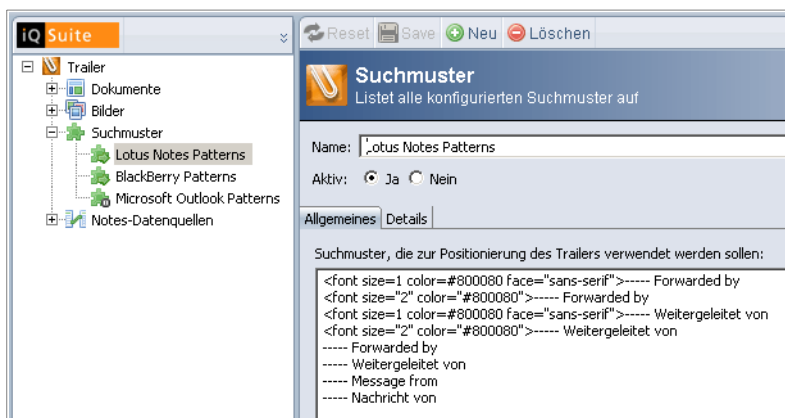 iQ Suite
Trailer
Dokumente
Bilder
Suchmuster
Lotus Notes Patterns
BlackBerry Patterns
Microsoft Outlook Patterns
Notes-Datenquellen
Reset Save Neu Löschen
Suchmuster
Listet alle konfigurierten Suchmuster auf
Name: Lotus Notes Patterns
Aktiv: Ja Nein
Allgemeines Details
Suchmuster, die zur Positionierung des Trailers verwendet werden sollen:
<font size=1 color=#800080 face="sans-serif">----- Forwarded by
<font size="2" color="#800080">----- Forwarded by
<font size=1 color=#800080 face="sans-serif">----- Weitergeleitet von
<font size="2" color="#800080">----- Weitergeleitet von
----- Forwarded by
----- Weitergeleitet von
----- Message from
----- Nachricht von